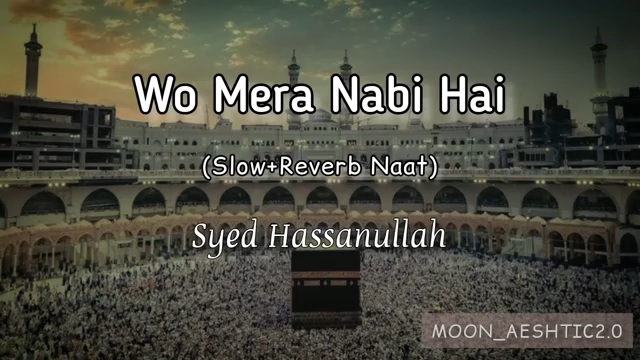 Wo Mera Nabi Hai
(Slow+Reverb Naat)
Syed Hassanullah
MOON_AESHTIC2.0